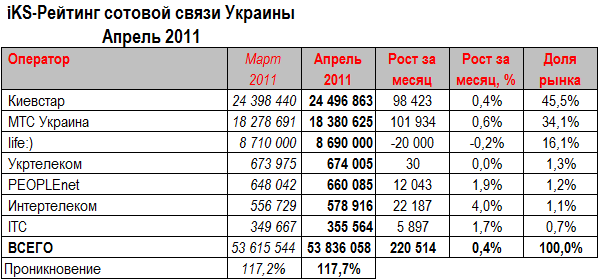 iKS-Рейтинг сотовой связи Украины
Апрель 2011
Оператор Март 2011 Апрель 2011 Рост за месяц Рост за месяц, % Доля рынка
Киевстар 24 398 440 24 496 863 98 423 0,4% 45,5%
МТС Украина 18 278 691 18 380 625 101 934 0,6% 34,1%
life:) 8 710 000 8 690 000 -20 000 -0,2% 16,1%
Укртелеком 673 975 674 005 30 0,0% 1,3%
PEOPLEnet 648 042 660 085 12 043 1,9% 1,2%
Интертелеком 556 729 578 916 22 187 4,0% 1,1%
ITC 349 667 355 564 5 897 1,7% 0,7%
ВСЕГО 53 615 544 53 836 058 220 514 0,4% 100,0%
Проникновение 117,2% 117,7%